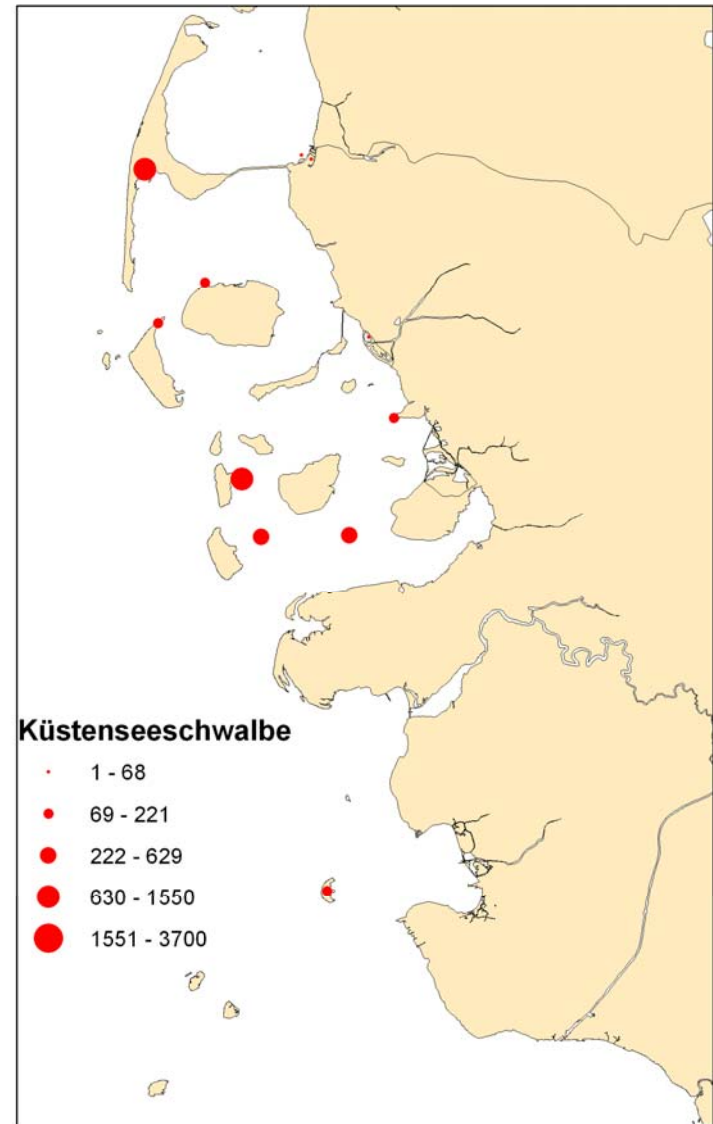 Küstenseeschwalbe
1 - 68
69 - 221
222 - 629
630 - 1550
1551 - 3700